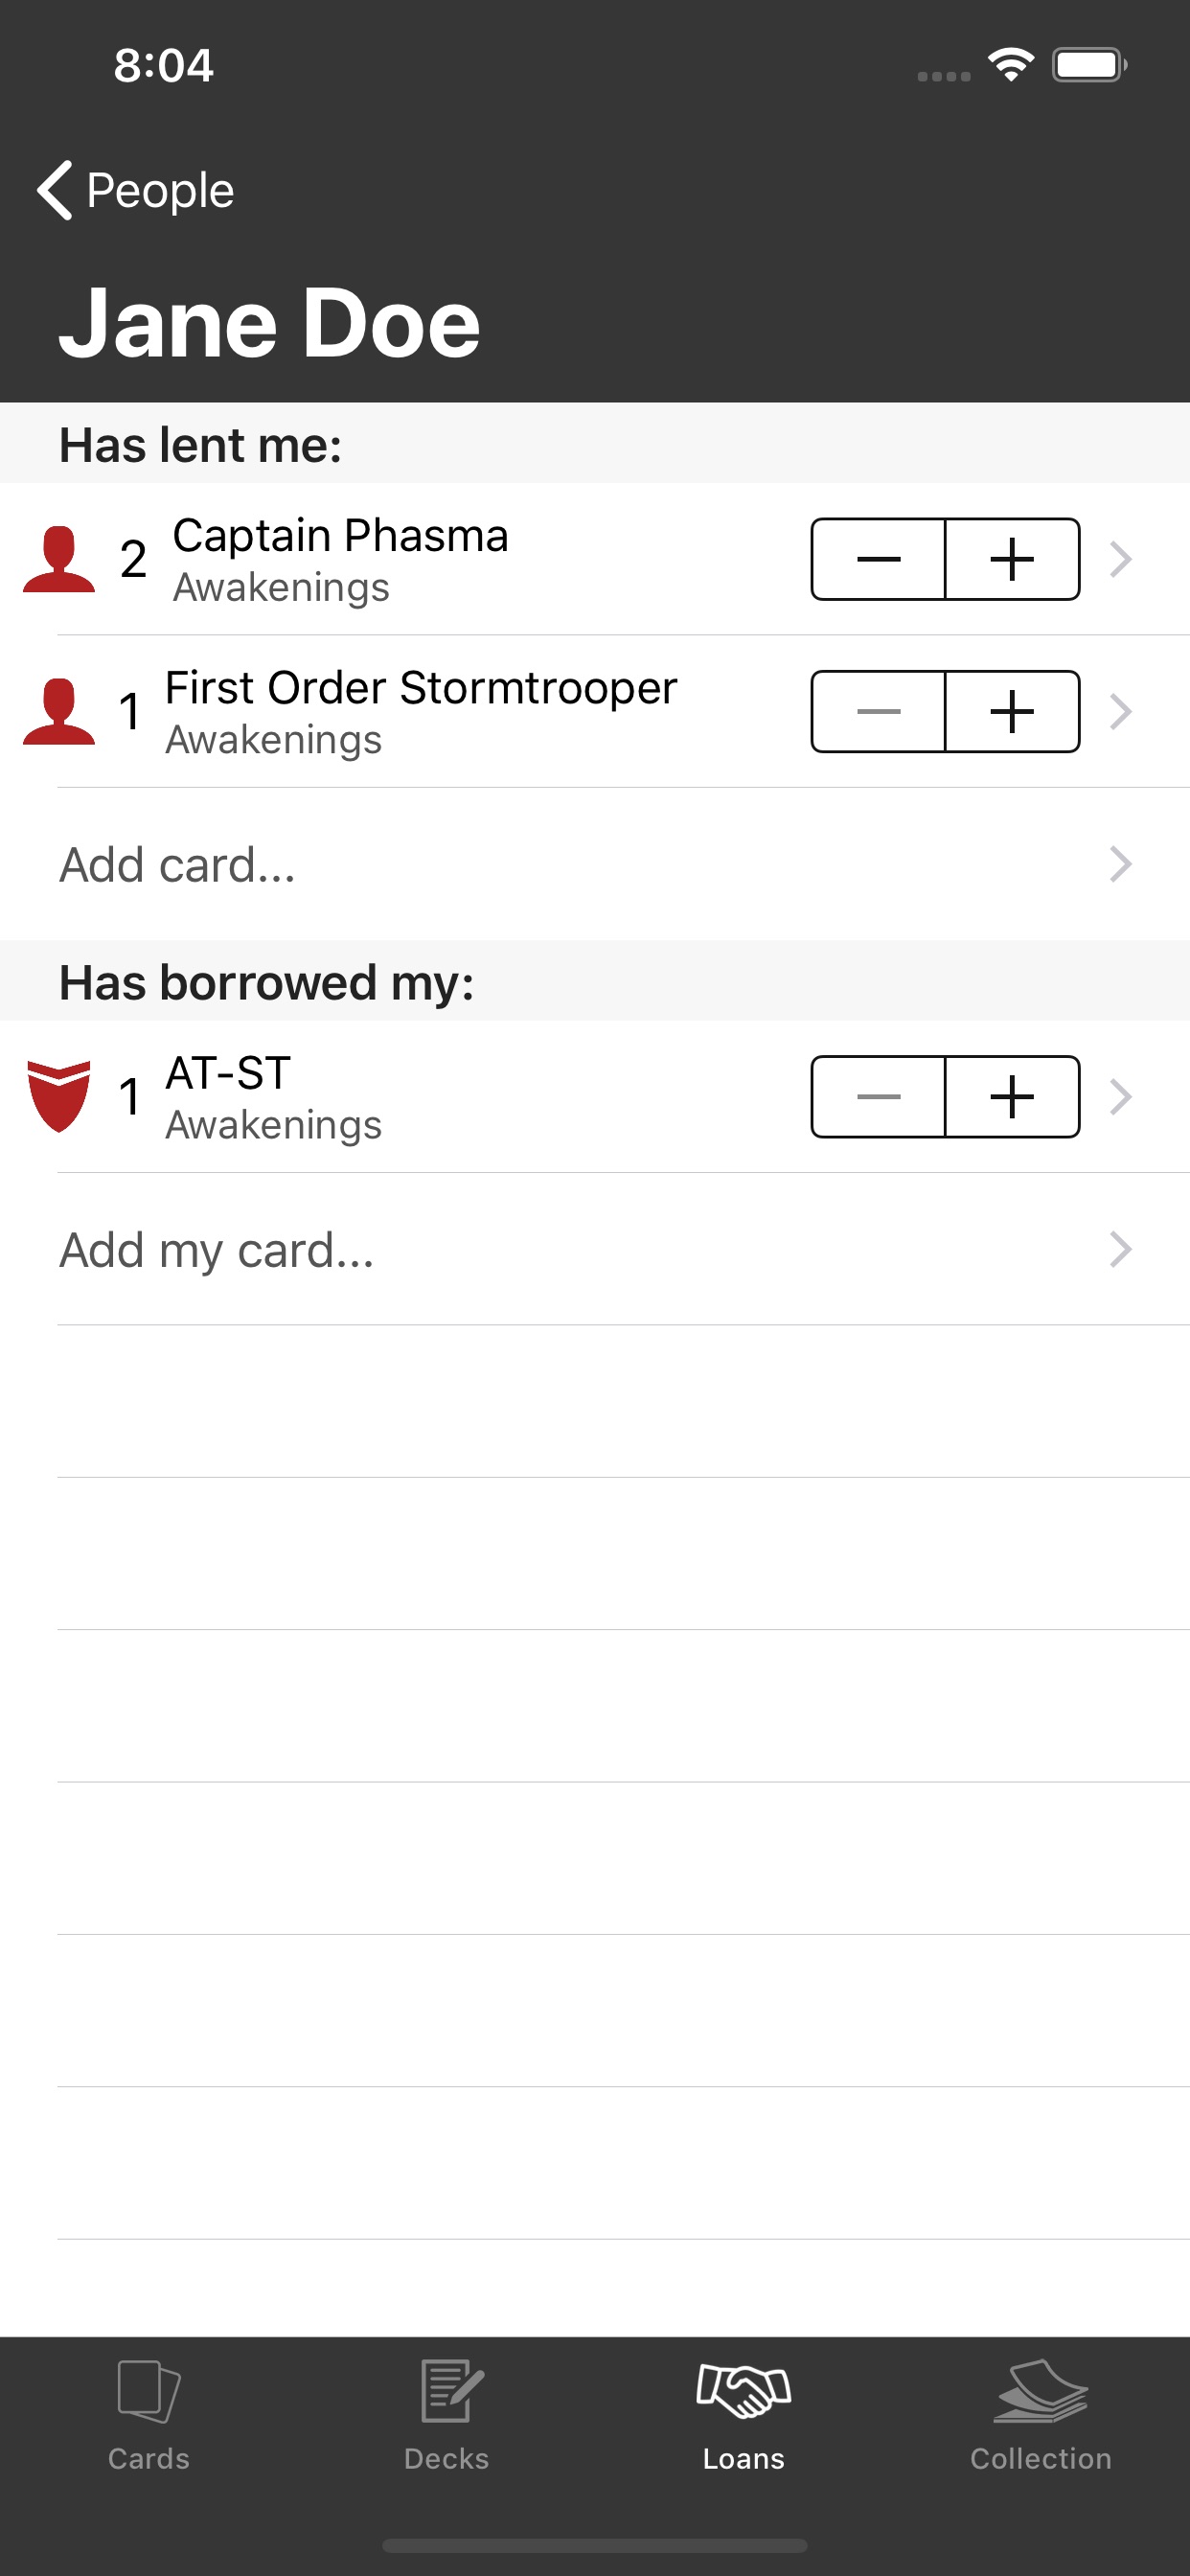 8:04
People
Jane Doe
Has lent me:
2
Captain Phasma
Awakenings
1
First Order Stormtrooper
Awakenings
Add card...
Has borrowed my:
1
AT-ST
Awakenings
Add my card...
Cards
Decks
Loans
Collection